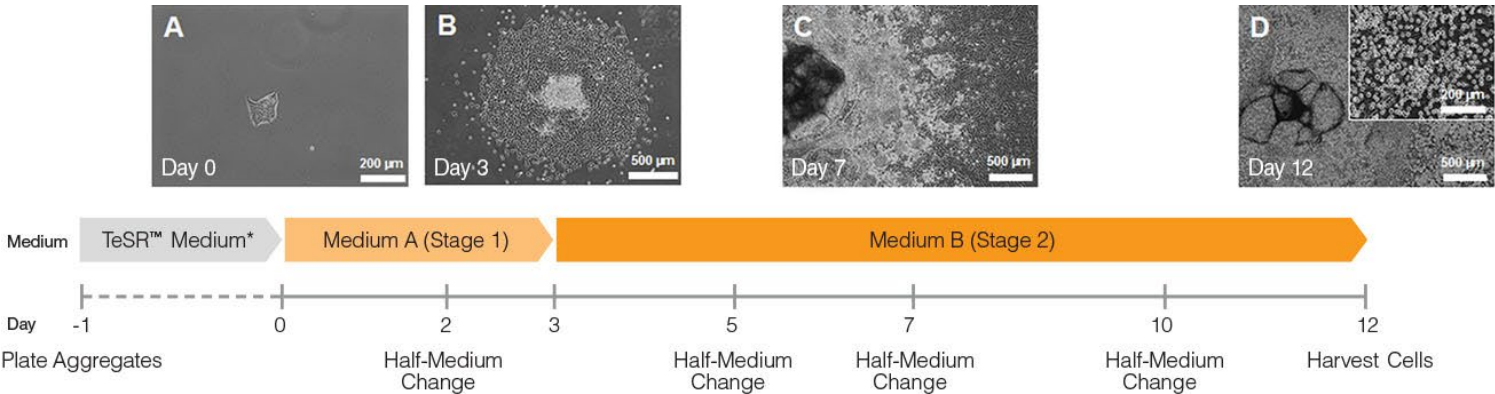 A
Day 0
200 µm
B
Day 3
500 µm
C
Day 7
500 µm
D
Day 12
200 µm
500 µm
Medium
TeSR™ Medium*
Medium A (Stage 1)
Medium B (Stage 2)
Day
-1
0
2
3
5
7
10
12
Plate Aggregates
Half-Medium
Change
Half-Medium
Change
Half-Medium
Change
Half-Medium
Change
Harvest Cells